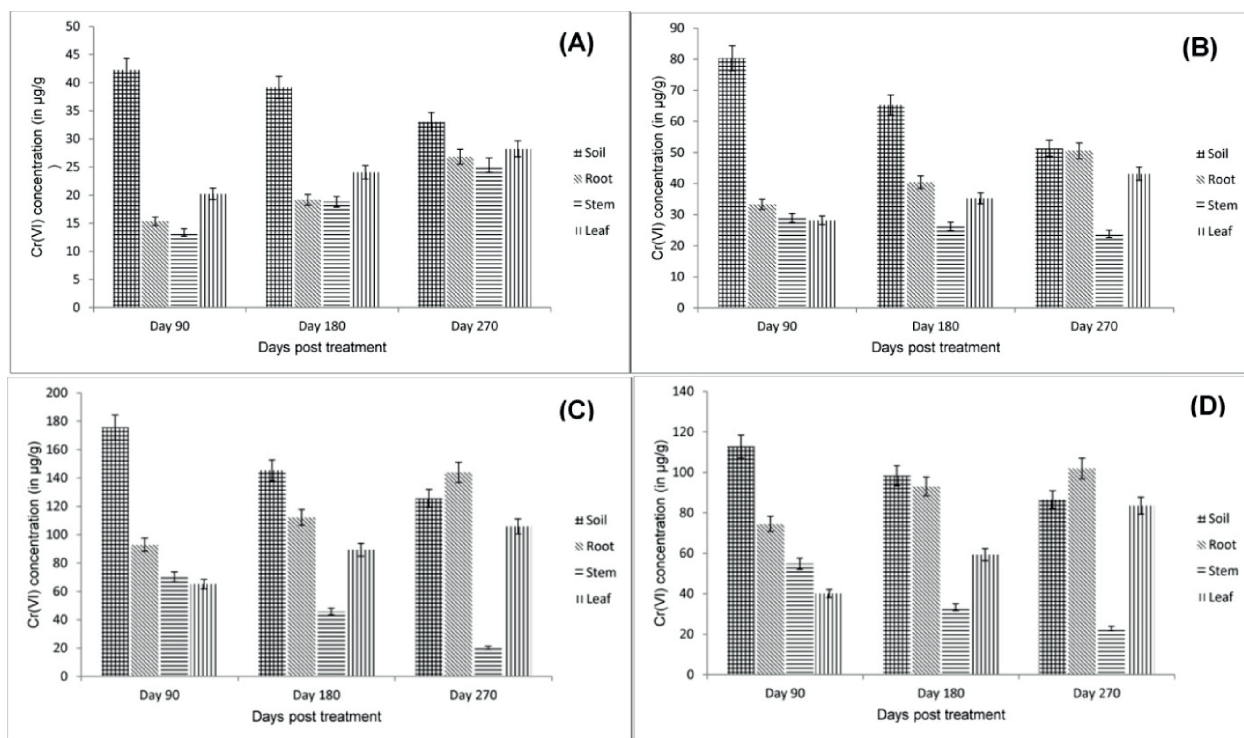 (A)
Cr(VI) concentration (in µg/g
)
50
45
40
35
30
25
20
15
10
5
0
Day 90 Day 180 Day 270
Days post treatment
Soil
Root
Stem
Leaf
(B)
Cr(VI) concentration (in µg/g)
90
80
70
60
50
40
30
20
10
0
Day 90 Day 180 Day 270
Days post treatment
Soil
Root
Stem
Leaf
(C)
Cr(VI) concentration (in µg/g)
200
180
160
140
120
100
80
60
40
20
0
Day 90 Day 180 Day 270
Days post treatment
Soil
Root
Stem
Leaf
(D)
Cr(VI) concentration (in µg/g)
140
120
100
80
60
40
20
0
Day 90 Day 180 Day 270
Days post treatment
Soil
Root
Stem
Leaf